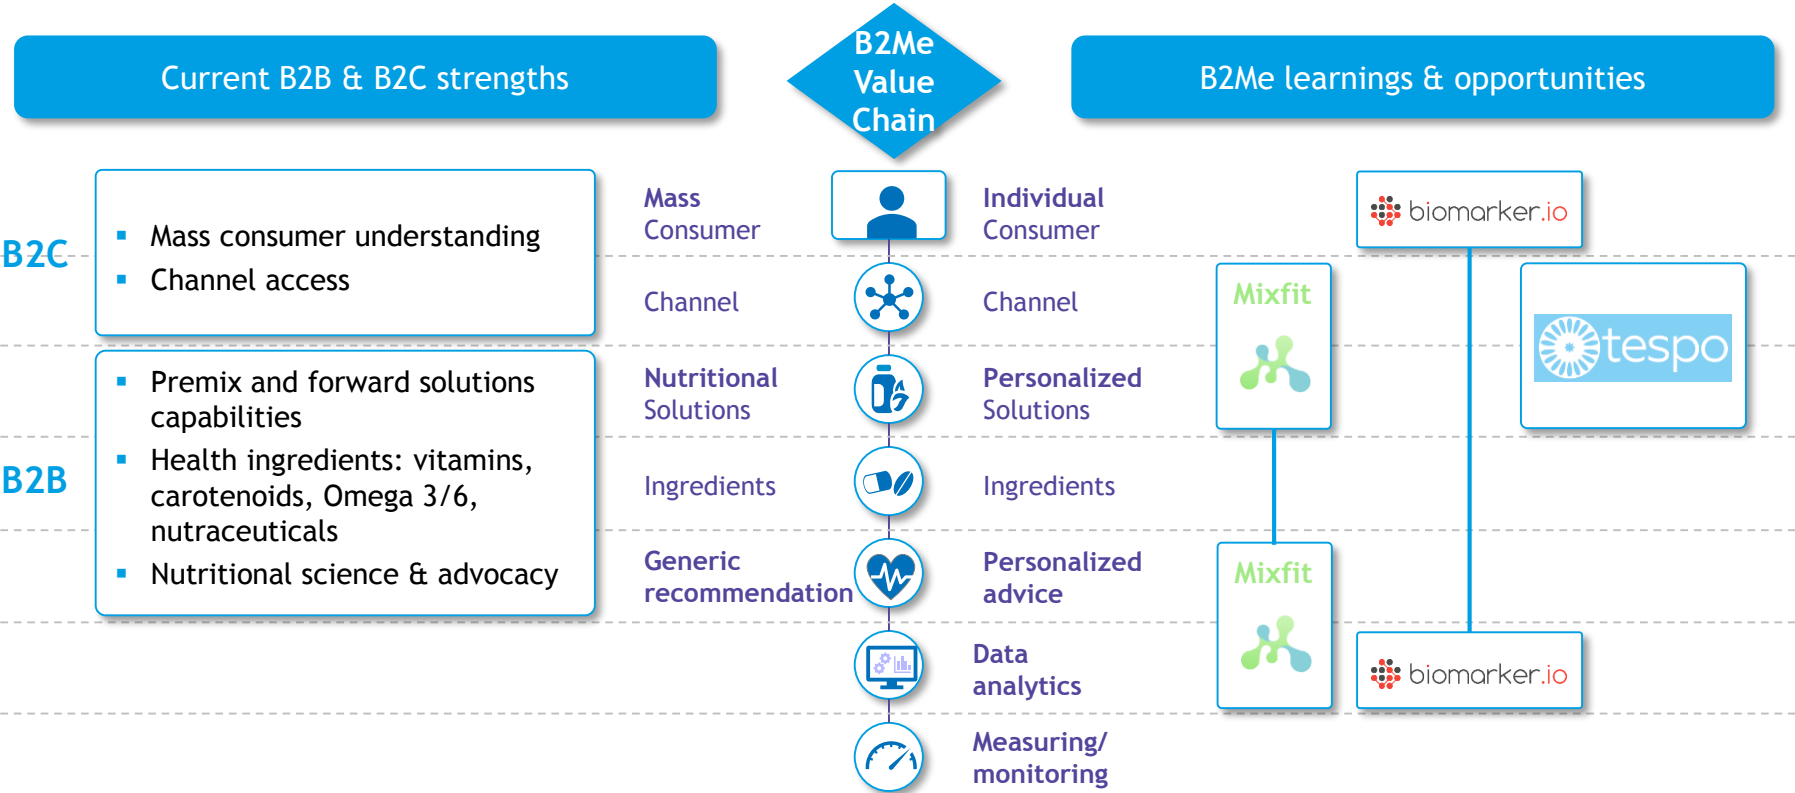 Current B2B & B2C strengths
B2Me
Value
Chain
B2Me learnings & opportunities
B2C
▪ Mass consumer understanding
▪ Channel access
Mass
Consumer
Individual
Consumer
biomarker.io
Channel
Channel
Mixfit
tespo
B2B
▪ Premix and forward solutions
capabilities
▪ Health ingredients: vitamins,
carotenoids, Omega 3/6,
nutraceuticals
▪ Nutritional science & advocacy
Nutritional
Solutions
Personalized
Solutions
Ingredients
Ingredients
Generic
recommendation
Personalized
advice
Mixfit
Data
analytics
biomarker.io
Measuring/
monitoring